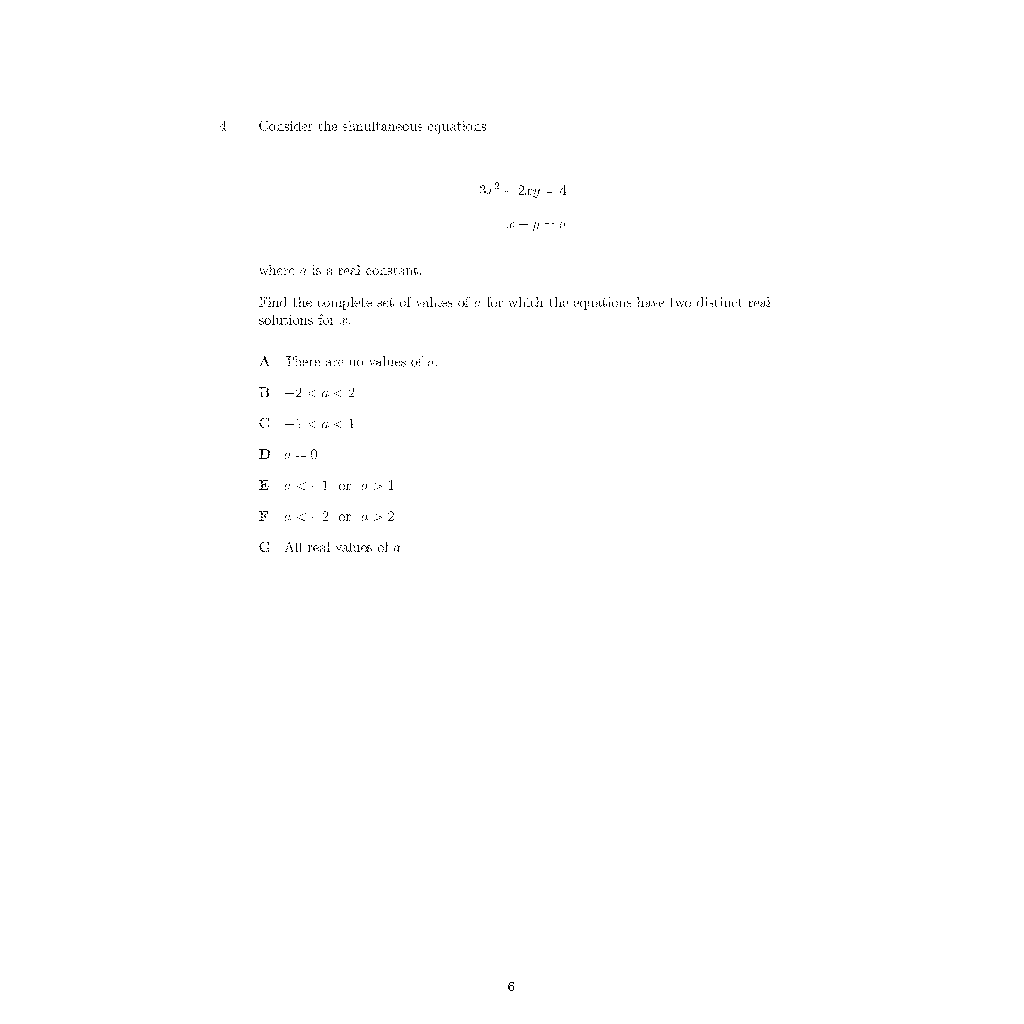 4 Consider the simultaneous equations
3x² 2xy = 4
x y = a
where a is a real constant.
Find the complete set of values of a for which the equations have two distinct real
solutions for x.
A There are no values of a.
B −2 < a < 2
C −1 < a < 1
D a = 0
E a < −1 or a > 1
F a < −2 or a > 2
G All real values of a
6